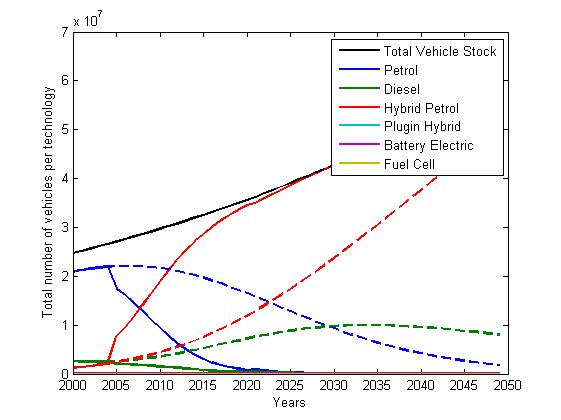 x 10^7
7
6
5
4
3
2
1
0
2000 2005 2010 2015 2020 2025 2030 2035 2040 2045 2050
Years
Total number of vehicles per technology
Total Vehicle Stock
Petrol
Diesel
Hybrid Petrol
Plugin Hybrid
Battery Electric
Fuel Cell